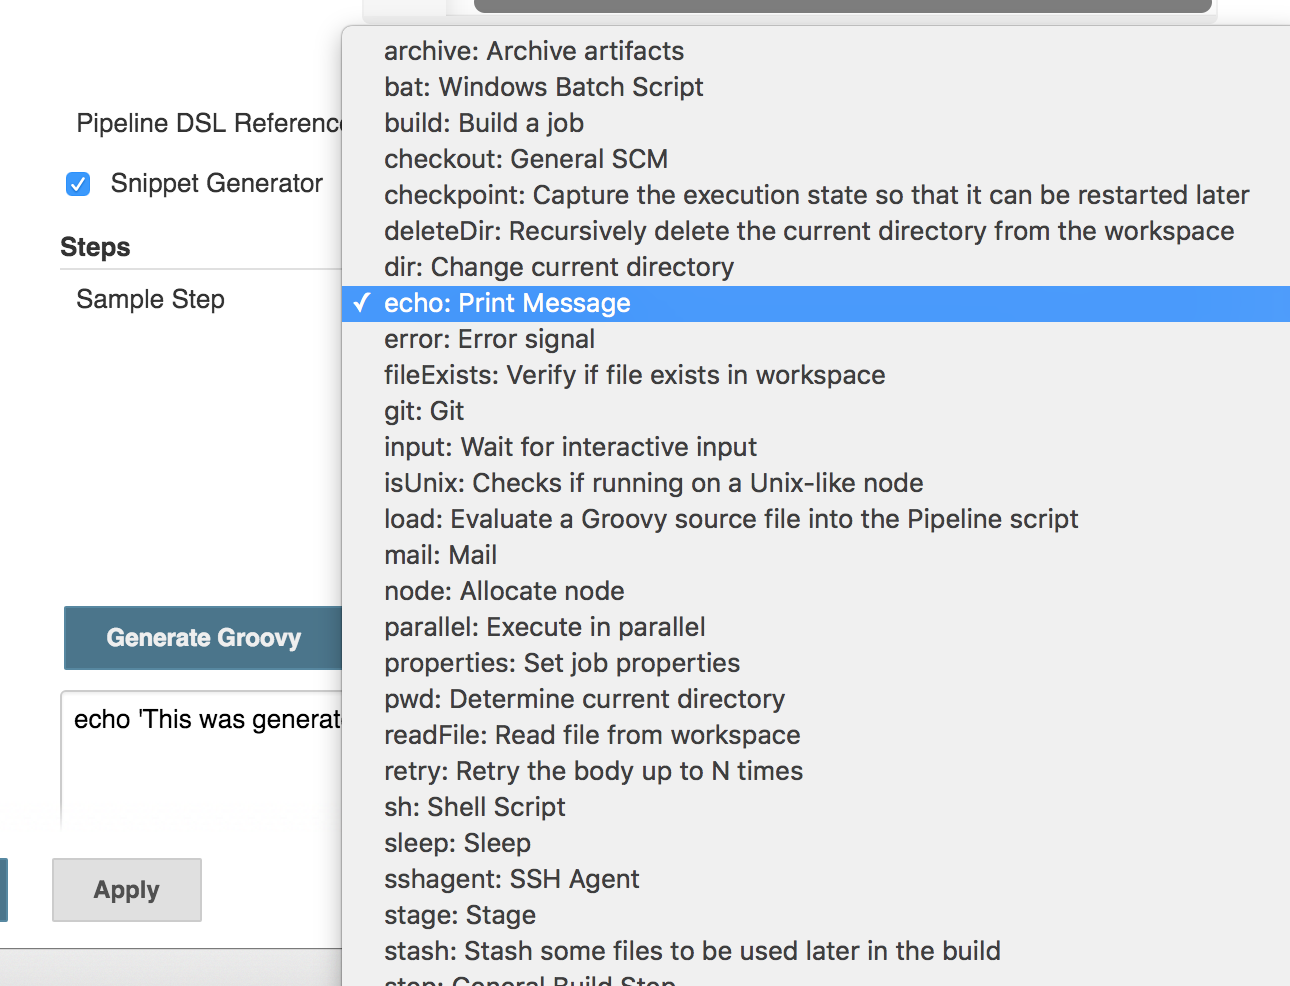 Pipeline DSL Reference
Snippet Generator
Steps
Sample Step
archive: Archive artifacts
bat: Windows Batch Script
build: Build a job
checkout: General SCM
checkpoint: Capture the execution state so that it can be restarted later
deleteDir: Recursively delete the current directory from the workspace
dir: Change current directory
✓ echo: Print Message
error: Error signal
fileExists: Verify if file exists in workspace
git: Git
input: Wait for interactive input
isUnix: Checks if running on a Unix-like node
load: Evaluate a Groovy source file into the Pipeline script
mail: Mail
node: Allocate node
parallel: Execute in parallel
properties: Set job properties
pwd: Determine current directory
readFile: Read file from workspace
retry: Retry the body up to N times
sh: Shell Script
sleep: Sleep
sshagent: SSH Agent
stage: Stage
stash: Stash some files to be used later in the build
step: General Build Step
Generate Groovy
echo 'This was generat
Apply